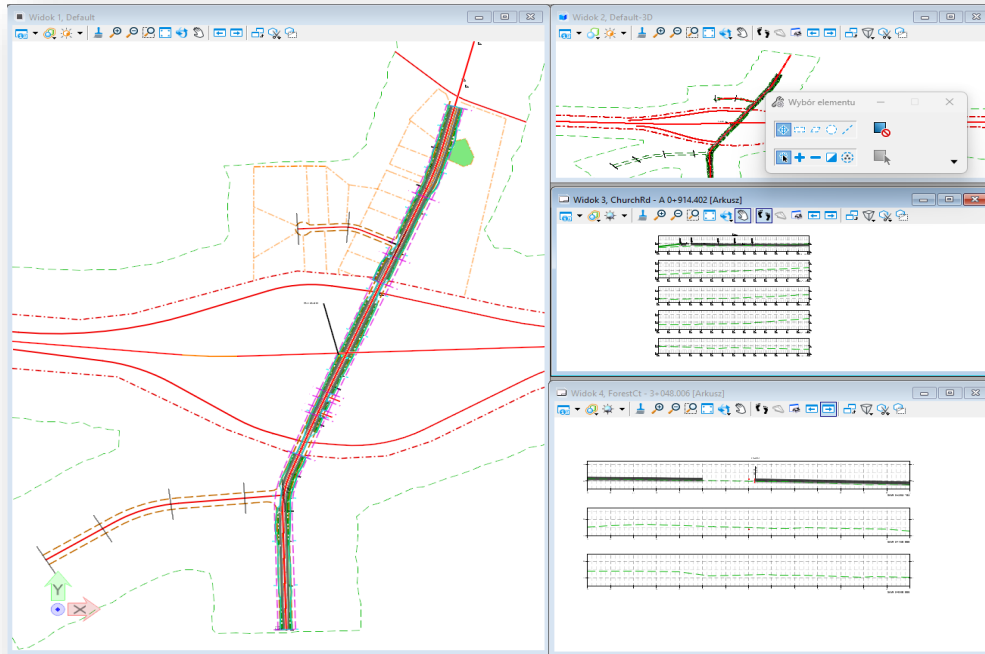 Widok 1, Default
Widok 2, Default-3D
Wybór elementu
Widok 3, ChurchRd - A 0+914.402 [Arkusz]
Widok 4, ForestCt - 3+048.006 [Arkusz]
Y
X